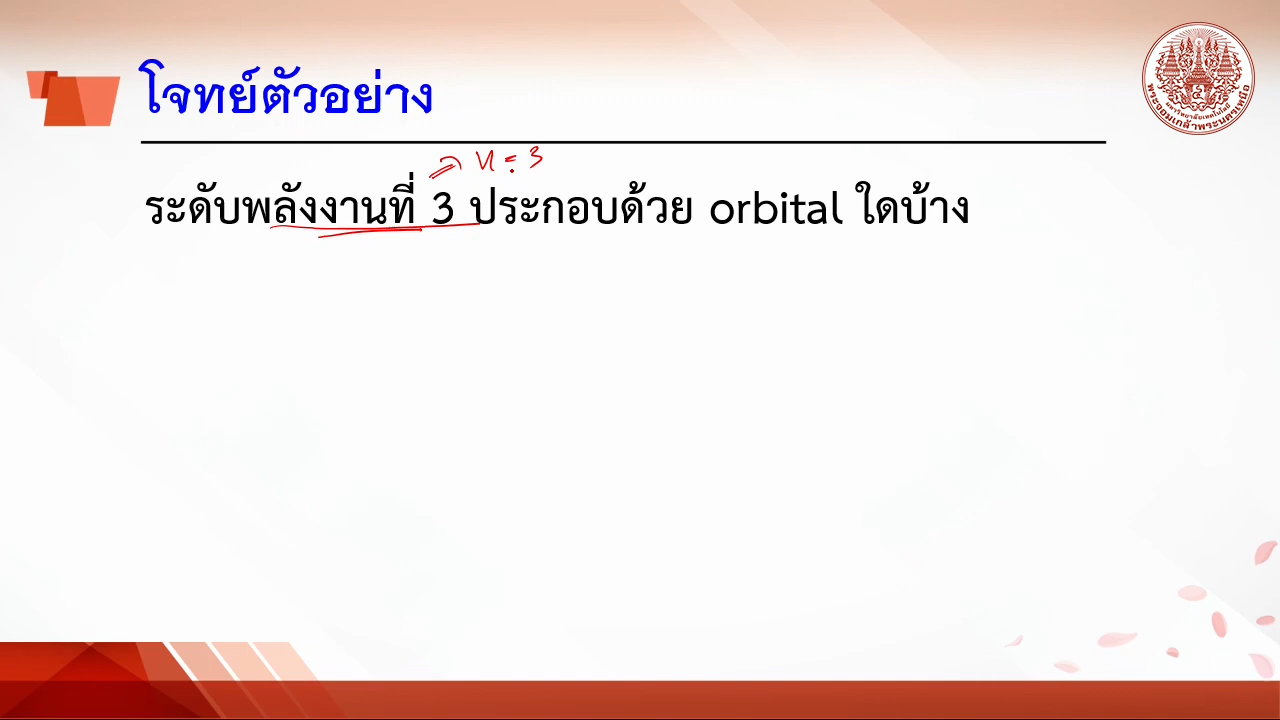 โจทย์ตัวอย่าง
n = 3
ระดับพลังงานที่ 3 ประกอบด้วย orbital ใดบ้าง